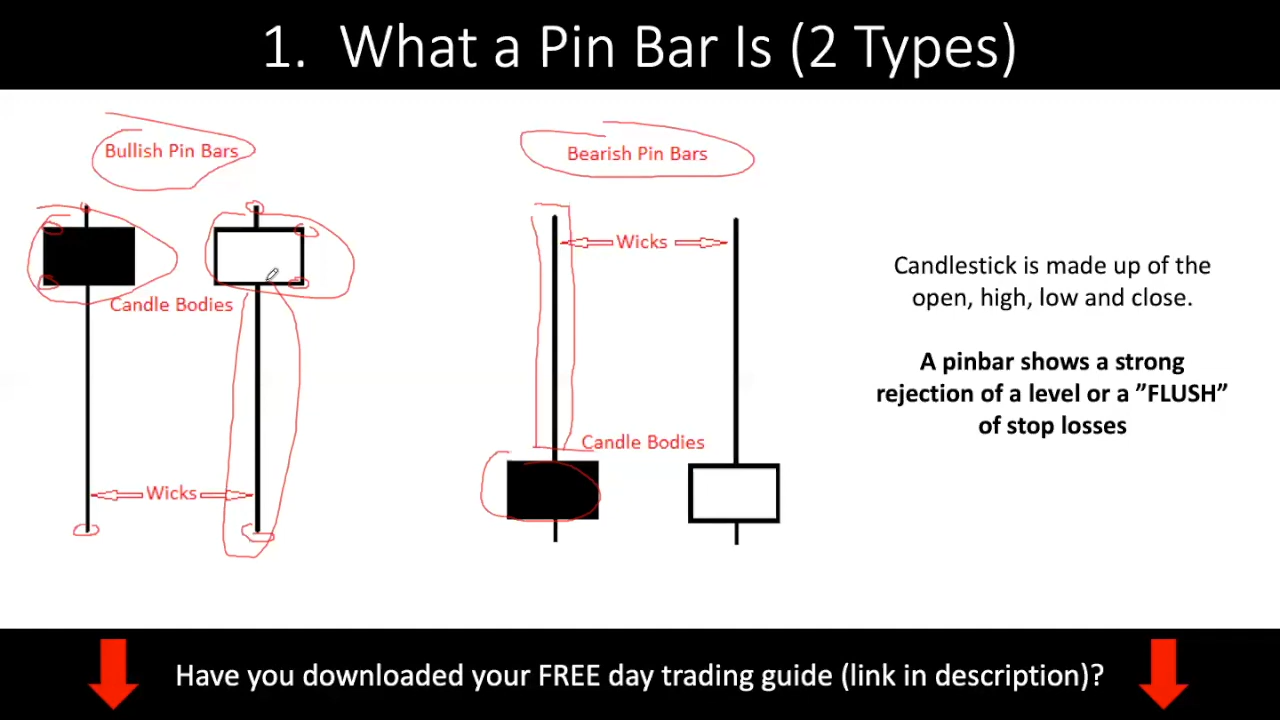 1. What a Pin Bar Is (2 Types)
Bullish Pin Bars
Candle Bodies
Wicks
Bearish Pin Bars
Wicks
Candle Bodies
Candlestick is made up of the
open, high, low and close.
A pinbar shows a strong
rejection of a level or a ”FLUSH”
of stop losses
Have you downloaded your FREE day trading guide (link in description)?